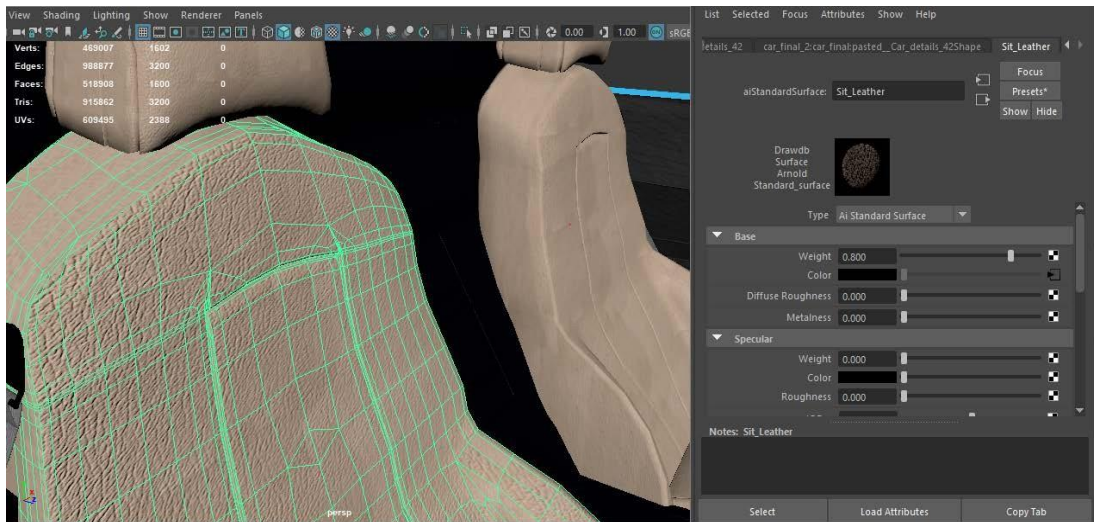 View Shading Lighting Show Renderer Panels
0.00 1.00 sRGB
Verts: 469007 1602 0
Edges: 988877 3200 0
Faces: 518908 1600 0
Tris: 915862 3200 0
UVs: 609495 2388 0
persp
List Selected Focus Attributes Show Help
letails_42 car_final_2:car_final:pasted__Car_details_42Shape Sit_Leather
Focus
aiStandardSurface: Sit_Leather
Presets*
Show Hide
Drawdb
Surface
Arnold
Standard_surface
Type Ai Standard Surface
Base
Weight 0.800
Color
Diffuse Roughness 0.000
Metalness 0.000
Specular
Weight 0.000
Color
Roughness 0.000
Notes: Sit_Leather
Select Load Attributes Copy Tab